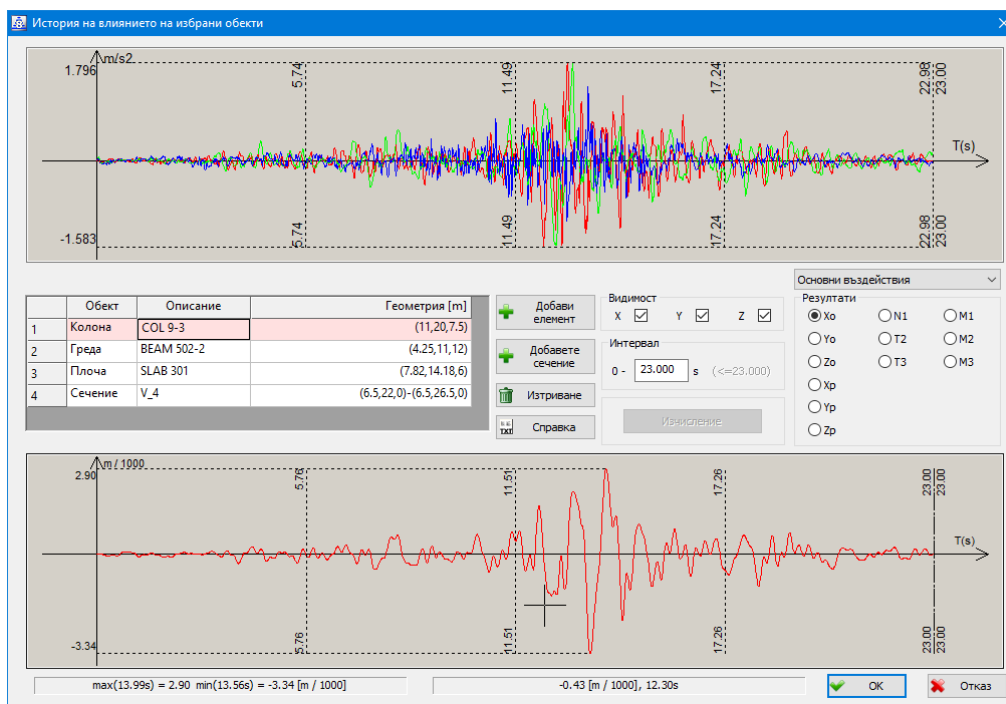 История на влиянието на избрани обекти
m/s2
1.796
5.74
11.49
17.24
22.98
23.00
T(s)
-1.583
5.74
11.49
17.24
22.98
23.00
Основни въздействия
Обект Описание Геометрия [m]
1 Колона COL 9-3 (11,20,7.5)
2 Греда BEAM 502-2 (4.25,11,12)
3 Плоча SLAB 301 (7.82,14.18,6)
4 Сечение V_4 (6.5,22,0)-(6.5,26.5,0)
Добави
елемент
Добавете
сечение
Изтриване
TXT Справка
Видимост
X Y Z
Интервал
0 - 23.000 s (<=23.000)
Изчисление
Резултати
Xo N1 M1
Yo T2 M2
Zo T3 M3
Xp
Yp
Zp
m / 1000
2.90
5.76
11.51
17.26
23.00
23.00
T(s)
-3.34
5.76
11.51
17.26
23.00
23.00
max(13.99s) = 2.90 min(13.56s) = -3.34 [m / 1000]
-0.43 [m / 1000], 12.30s
OK
Отказ